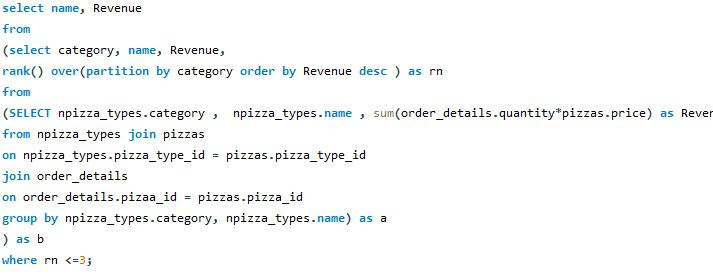 select name, Revenue
from
(select category, name, Revenue,
rank() over(partition by category order by Revenue desc ) as rn
from
(SELECT npizza_types.category ,  npizza_types.name , sum(order_details.quantity*pizzas.price) as Rever
from npizza_types join pizzas
on npizza_types.pizza_type_id = pizzas.pizza_type_id
join order_details
on order_details.pizaa_id = pizzas.pizza_id
group by npizza_types.category, npizza_types.name) as a
) as b
where rn <=3;